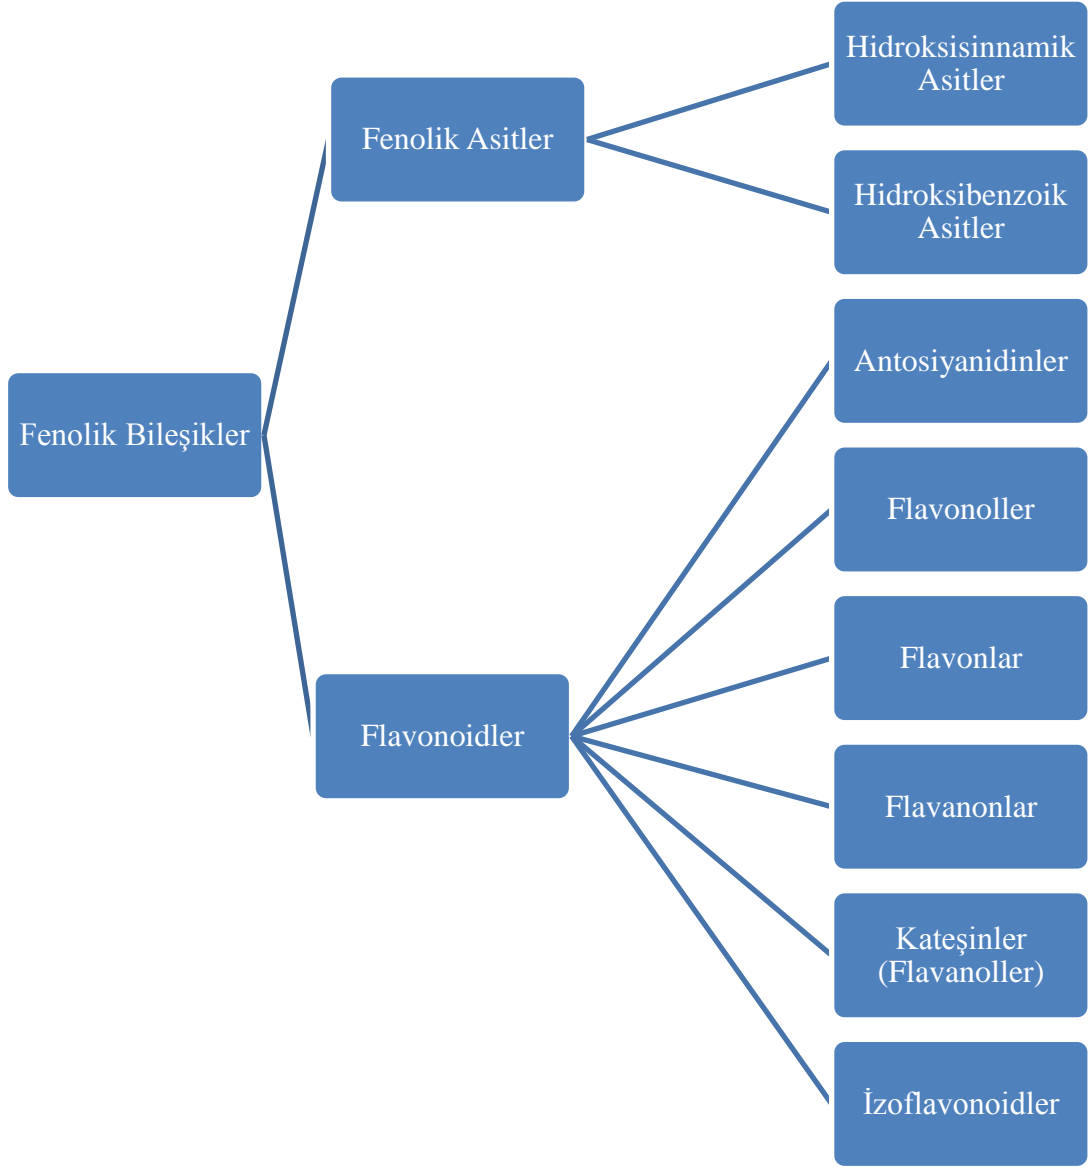 Fenolik Bileşikler
Fenolik Asitler
Hidroksisinnamik
Asitler
Hidroksibenzoik
Asitler
Flavonoidler
Antosiyanidinler
Flavonoller
Flavonlar
Flavanonlar
Kateşinler
(Flavanoller)
İzoflavonoidler